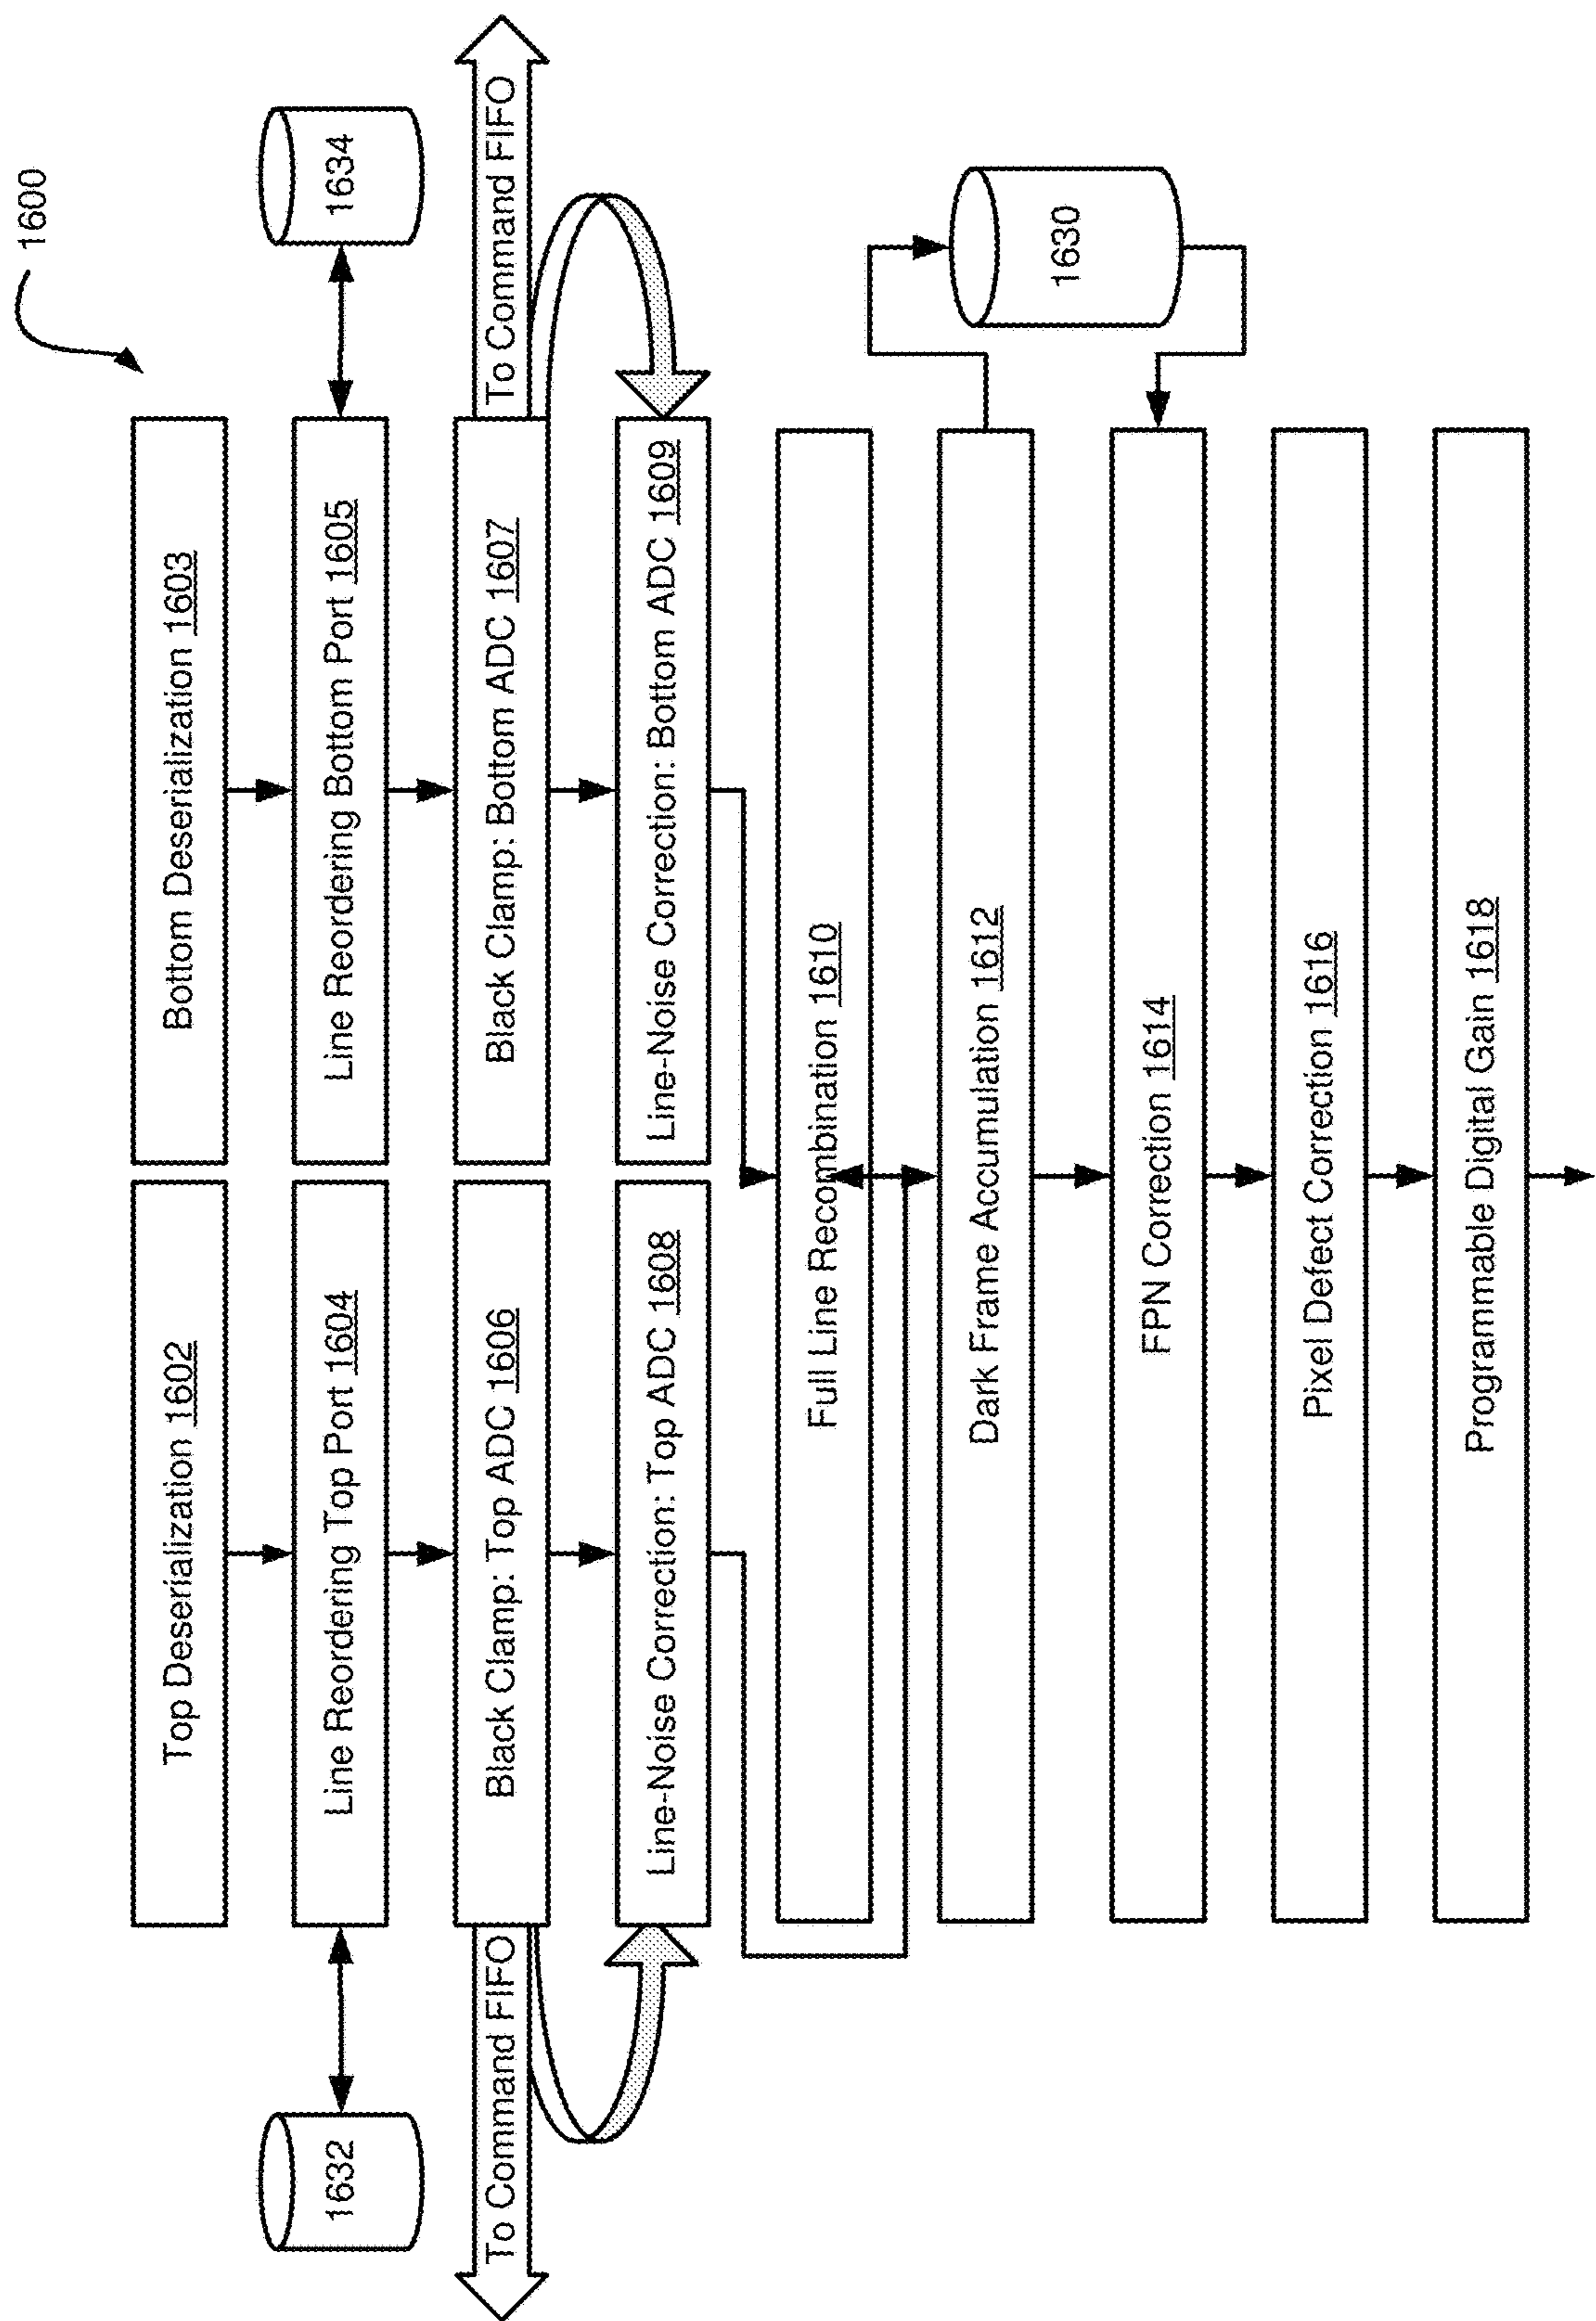 1600
Top Deserialization 1602
Bottom Deserialization 1603
1632
Line Reordering Top Port 1604
Line Reordering Bottom Port 1605
1634
To Command FIFO
Black Clamp: Top ADC 1606
Black Clamp: Bottom ADC 1607
To Command FIFO
Line-Noise Correction: Top ADC 1608
Line-Noise Correction: Bottom ADC 1609
Full Line Recombination 1610
Dark Frame Accumulation 1612
1630
FPN Correction 1614
Pixel Defect Correction 1616
Programmable Digital Gain 1618